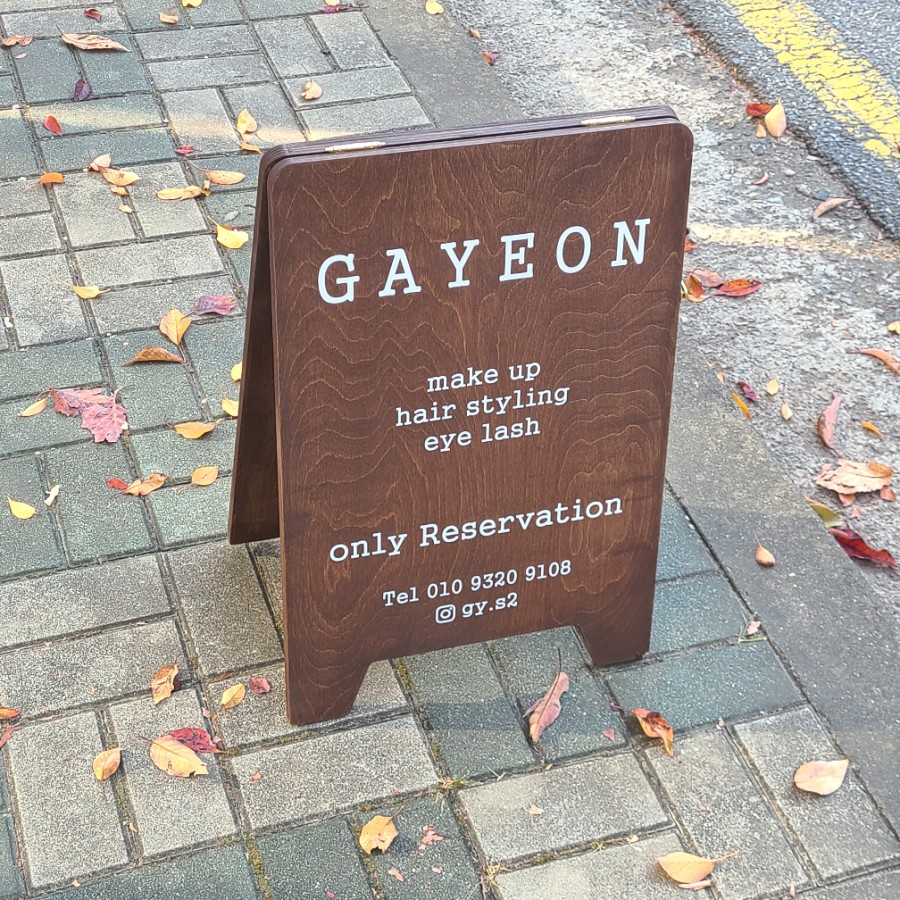 GAYEON
make up
hair styling
eye lash
only Reservation
Tel 010 9320 9108
gy.s2